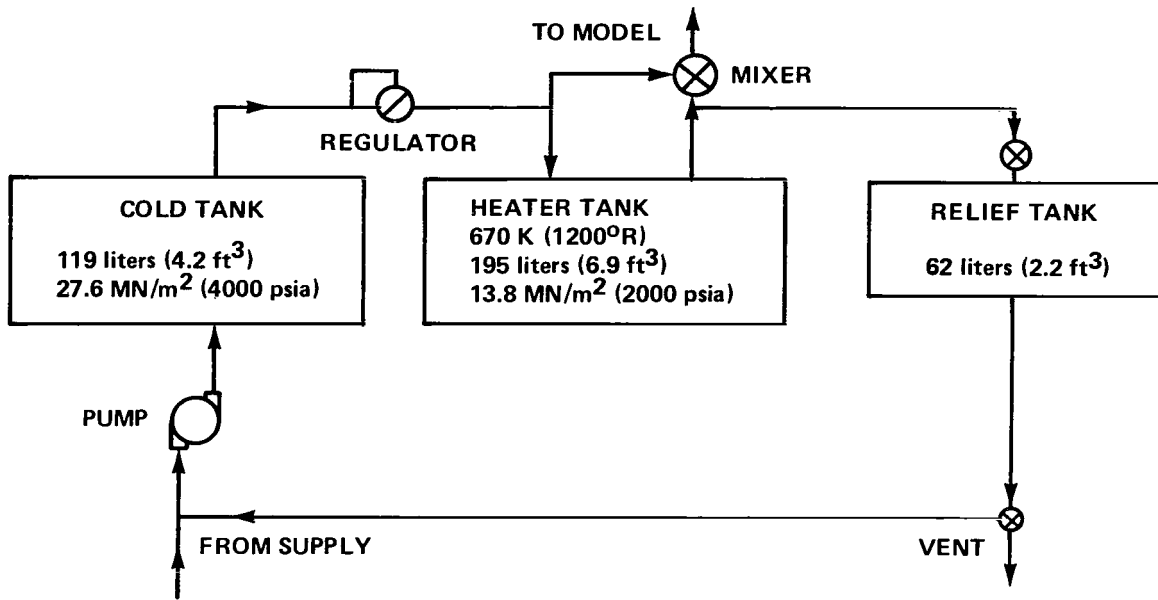 TO MODEL
MIXER
REGULATOR
COLD TANK
119 liters (4.2 ft³)
27.6 MN/m² (4000 psia)
HEATER TANK
670 K (1200°R)
195 liters (6.9 ft³)
13.8 MN/m² (2000 psia)
RELIEF TANK
62 liters (2.2 ft³)
PUMP
FROM SUPPLY
VENT